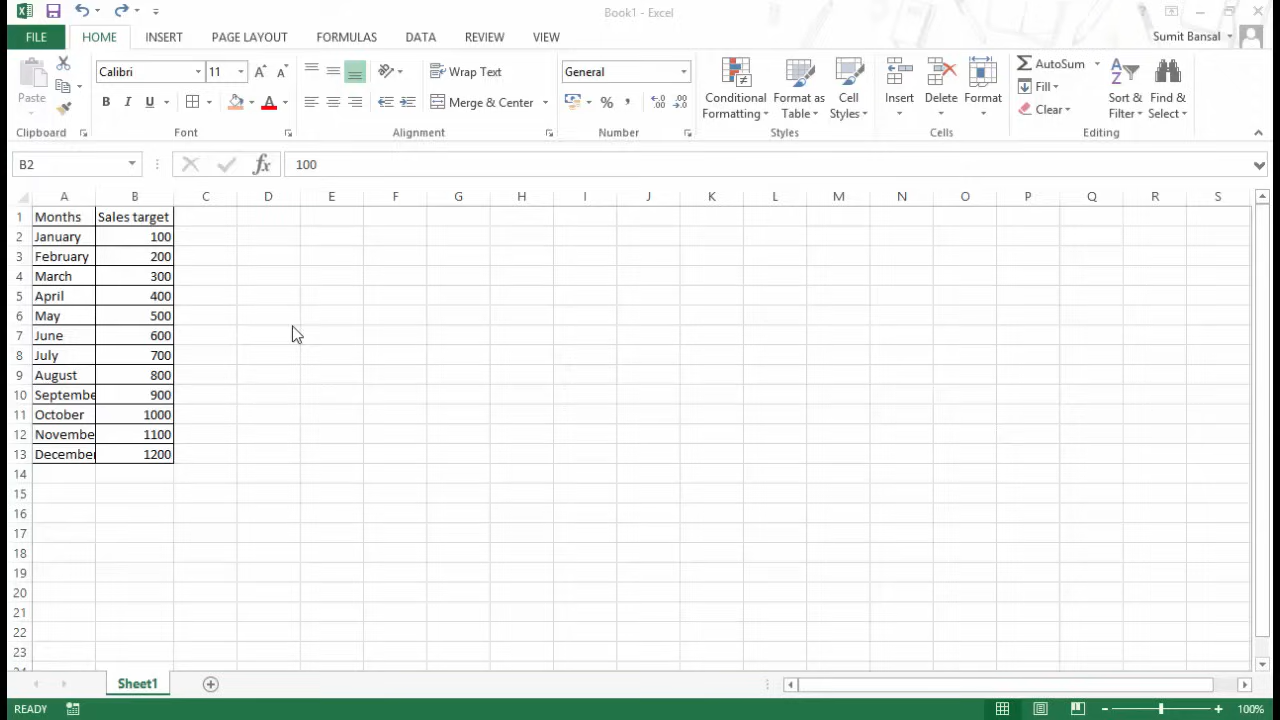 Book1 - Excel
?
FILE HOME INSERT PAGE LAYOUT FORMULAS DATA REVIEW VIEW Sumit Bansal
Paste
Clipboard
Calibri 11
A A
B I U A
Font
Wrap Text
Merge & Center
Alignment
General
% , .0 .00
Number
Conditional Formatting
Format as Table
Cell Styles
Styles
Insert Delete Format
Cells
AutoSum
Fill
Clear
Sort & Filter
Find & Select
Editing
B2 fx 100
A B C D E F G H I J K L M N O P Q R S
1 Months Sales target
2 January 100
3 February 200
4 March 300
5 April 400
6 May 500
7 June 600
8 July 700
9 August 800
10 Septembe 900
11 October 1000
12 Novembe 1100
13 December 1200
14
15
16
17
18
19
20
21
22
23
Sheet1
READY 100%